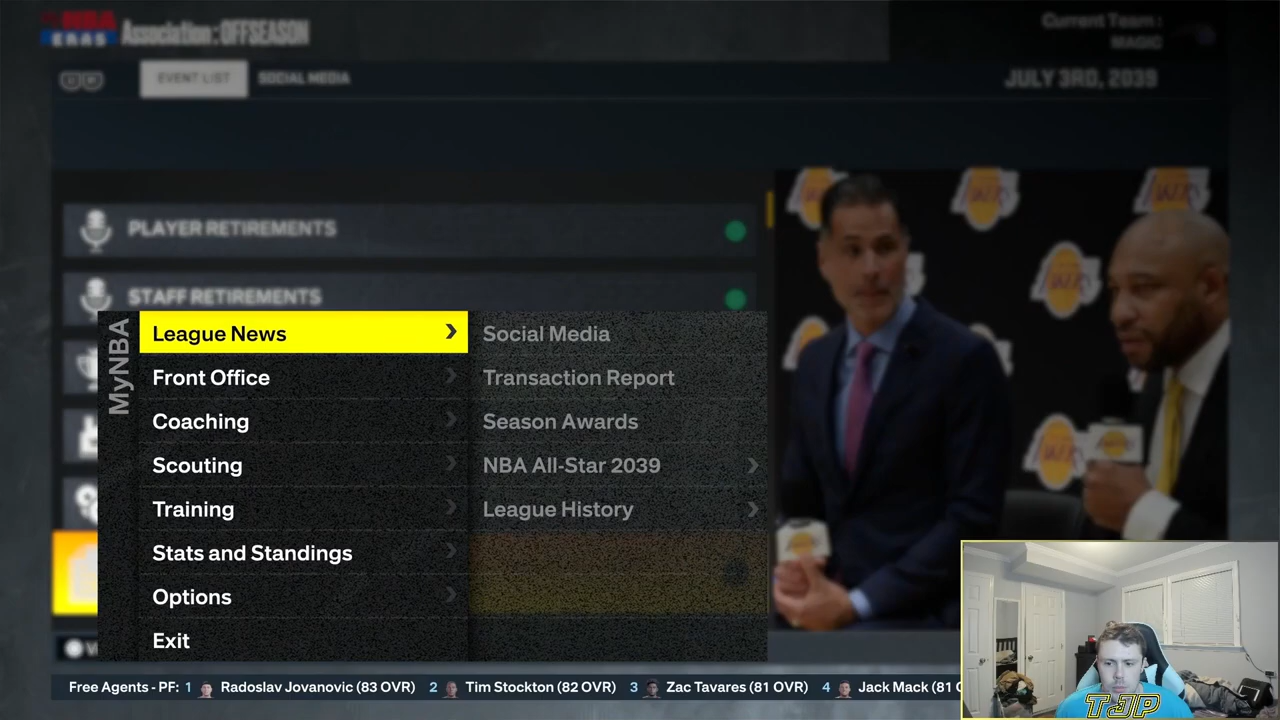 NBA
ERAS
Association: OFFSEASON
Current Team:
MAGIC
EVENT LIST
SOCIAL MEDIA
JULY 3RD, 2039
PLAYER RETIREMENTS
STAFF RETIREMENTS
MyNBA
League News
Front Office
Coaching
Scouting
Training
Stats and Standings
Options
Exit
Social Media
Transaction Report
Season Awards
NBA All-Star 2039
League History
Free Agents - PF: 1 Radoslav Jovanovic (83 OVR) 2 Tim Stockton (82 OVR) 3 Zac Tavares (81 OVR) 4 Jack Mack (81
TJP